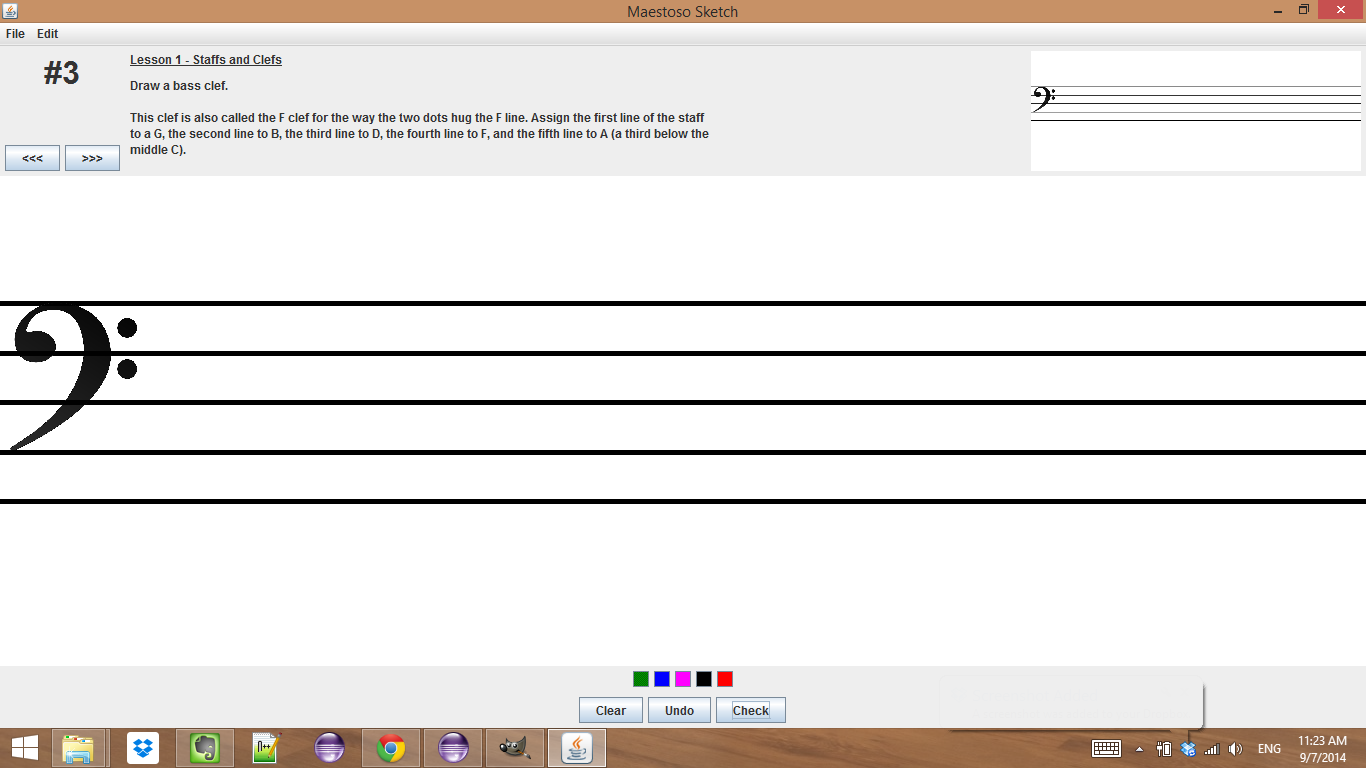 Maestoso Sketch
File Edit
#3
<<< >>>
Lesson 1 - Staffs and Clefs
Draw a bass clef.
This clef is also called the F clef for the way the two dots hug the F line. Assign the first line of the staff
to a G, the second line to B, the third line to D, the fourth line to F, and the fifth line to A (a third below the
middle C).
Clear Undo Check
ENG
11:23 AM
9/7/2014